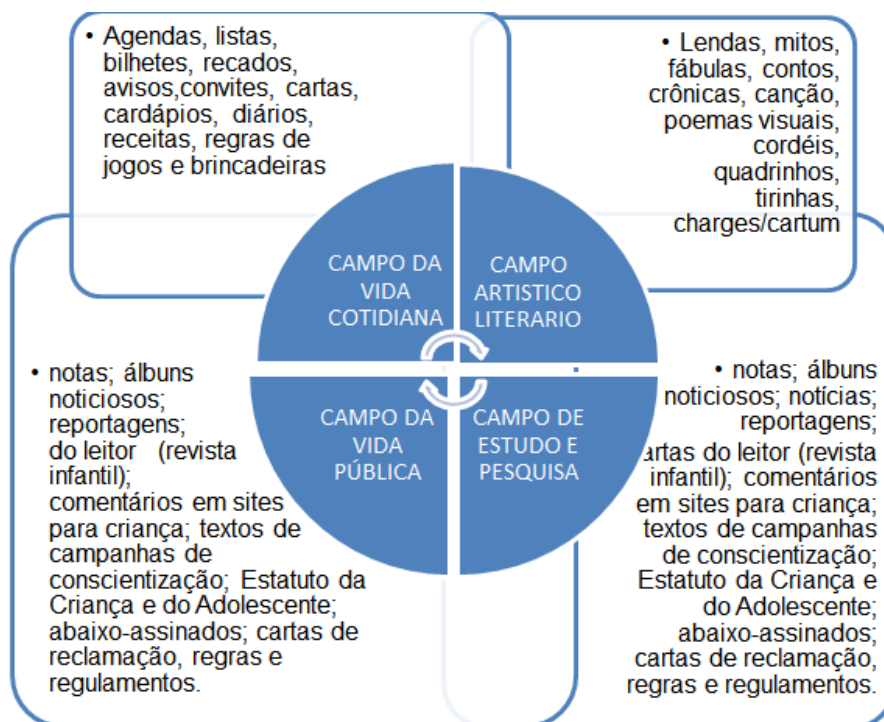 • Agendas, listas,
bilhetes, recados,
avisos,convites, cartas,
cardápios, diários,
receitas, regras de
jogos e brincadeiras
• Lendas, mitos,
fábulas, contos,
crônicas, canção,
poemas visuais,
cordéis,
quadrinhos,
tirinhas,
charges/cartum
CAMPO DA
VIDA
COTIDIANA
CAMPO
ARTISTICO
LITERARIO
CAMPO DA
VIDA
PÚBLICA
CAMPO DE
ESTUDO E
PESQUISA
• notas; álbuns
noticiosos;
reportagens;
do leitor (revista
infantil);
comentários em sites
para criança; textos de
campanhas de
conscientização; Estatuto da
Criança e do Adolescente;
abaixo-assinados; cartas de
reclamação, regras e
regulamentos.
• notas; álbuns
noticiosos; notícias;
reportagens;
artas do leitor (revista
infantil); comentários
em sites para criança;
textos de campanhas
de conscientização;
Estatuto da Criança e
do Adolescente;
abaixo-assinados;
cartas de reclamação,
regras e regulamentos.